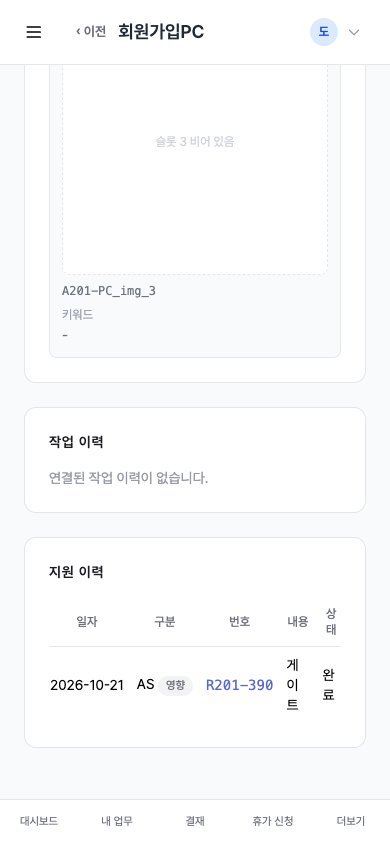 ‹ 이전 회원가입PC 도
슬롯 3 비어 있음
A201-PC_img_3
키워드
-
작업 이력
연결된 작업 이력이 없습니다.
지원 이력
일자 구분 번호 내용 상태
2026-10-21 AS 영향 R201-390 게이트 완료
대시보드 내 업무 결재 휴가 신청 더보기